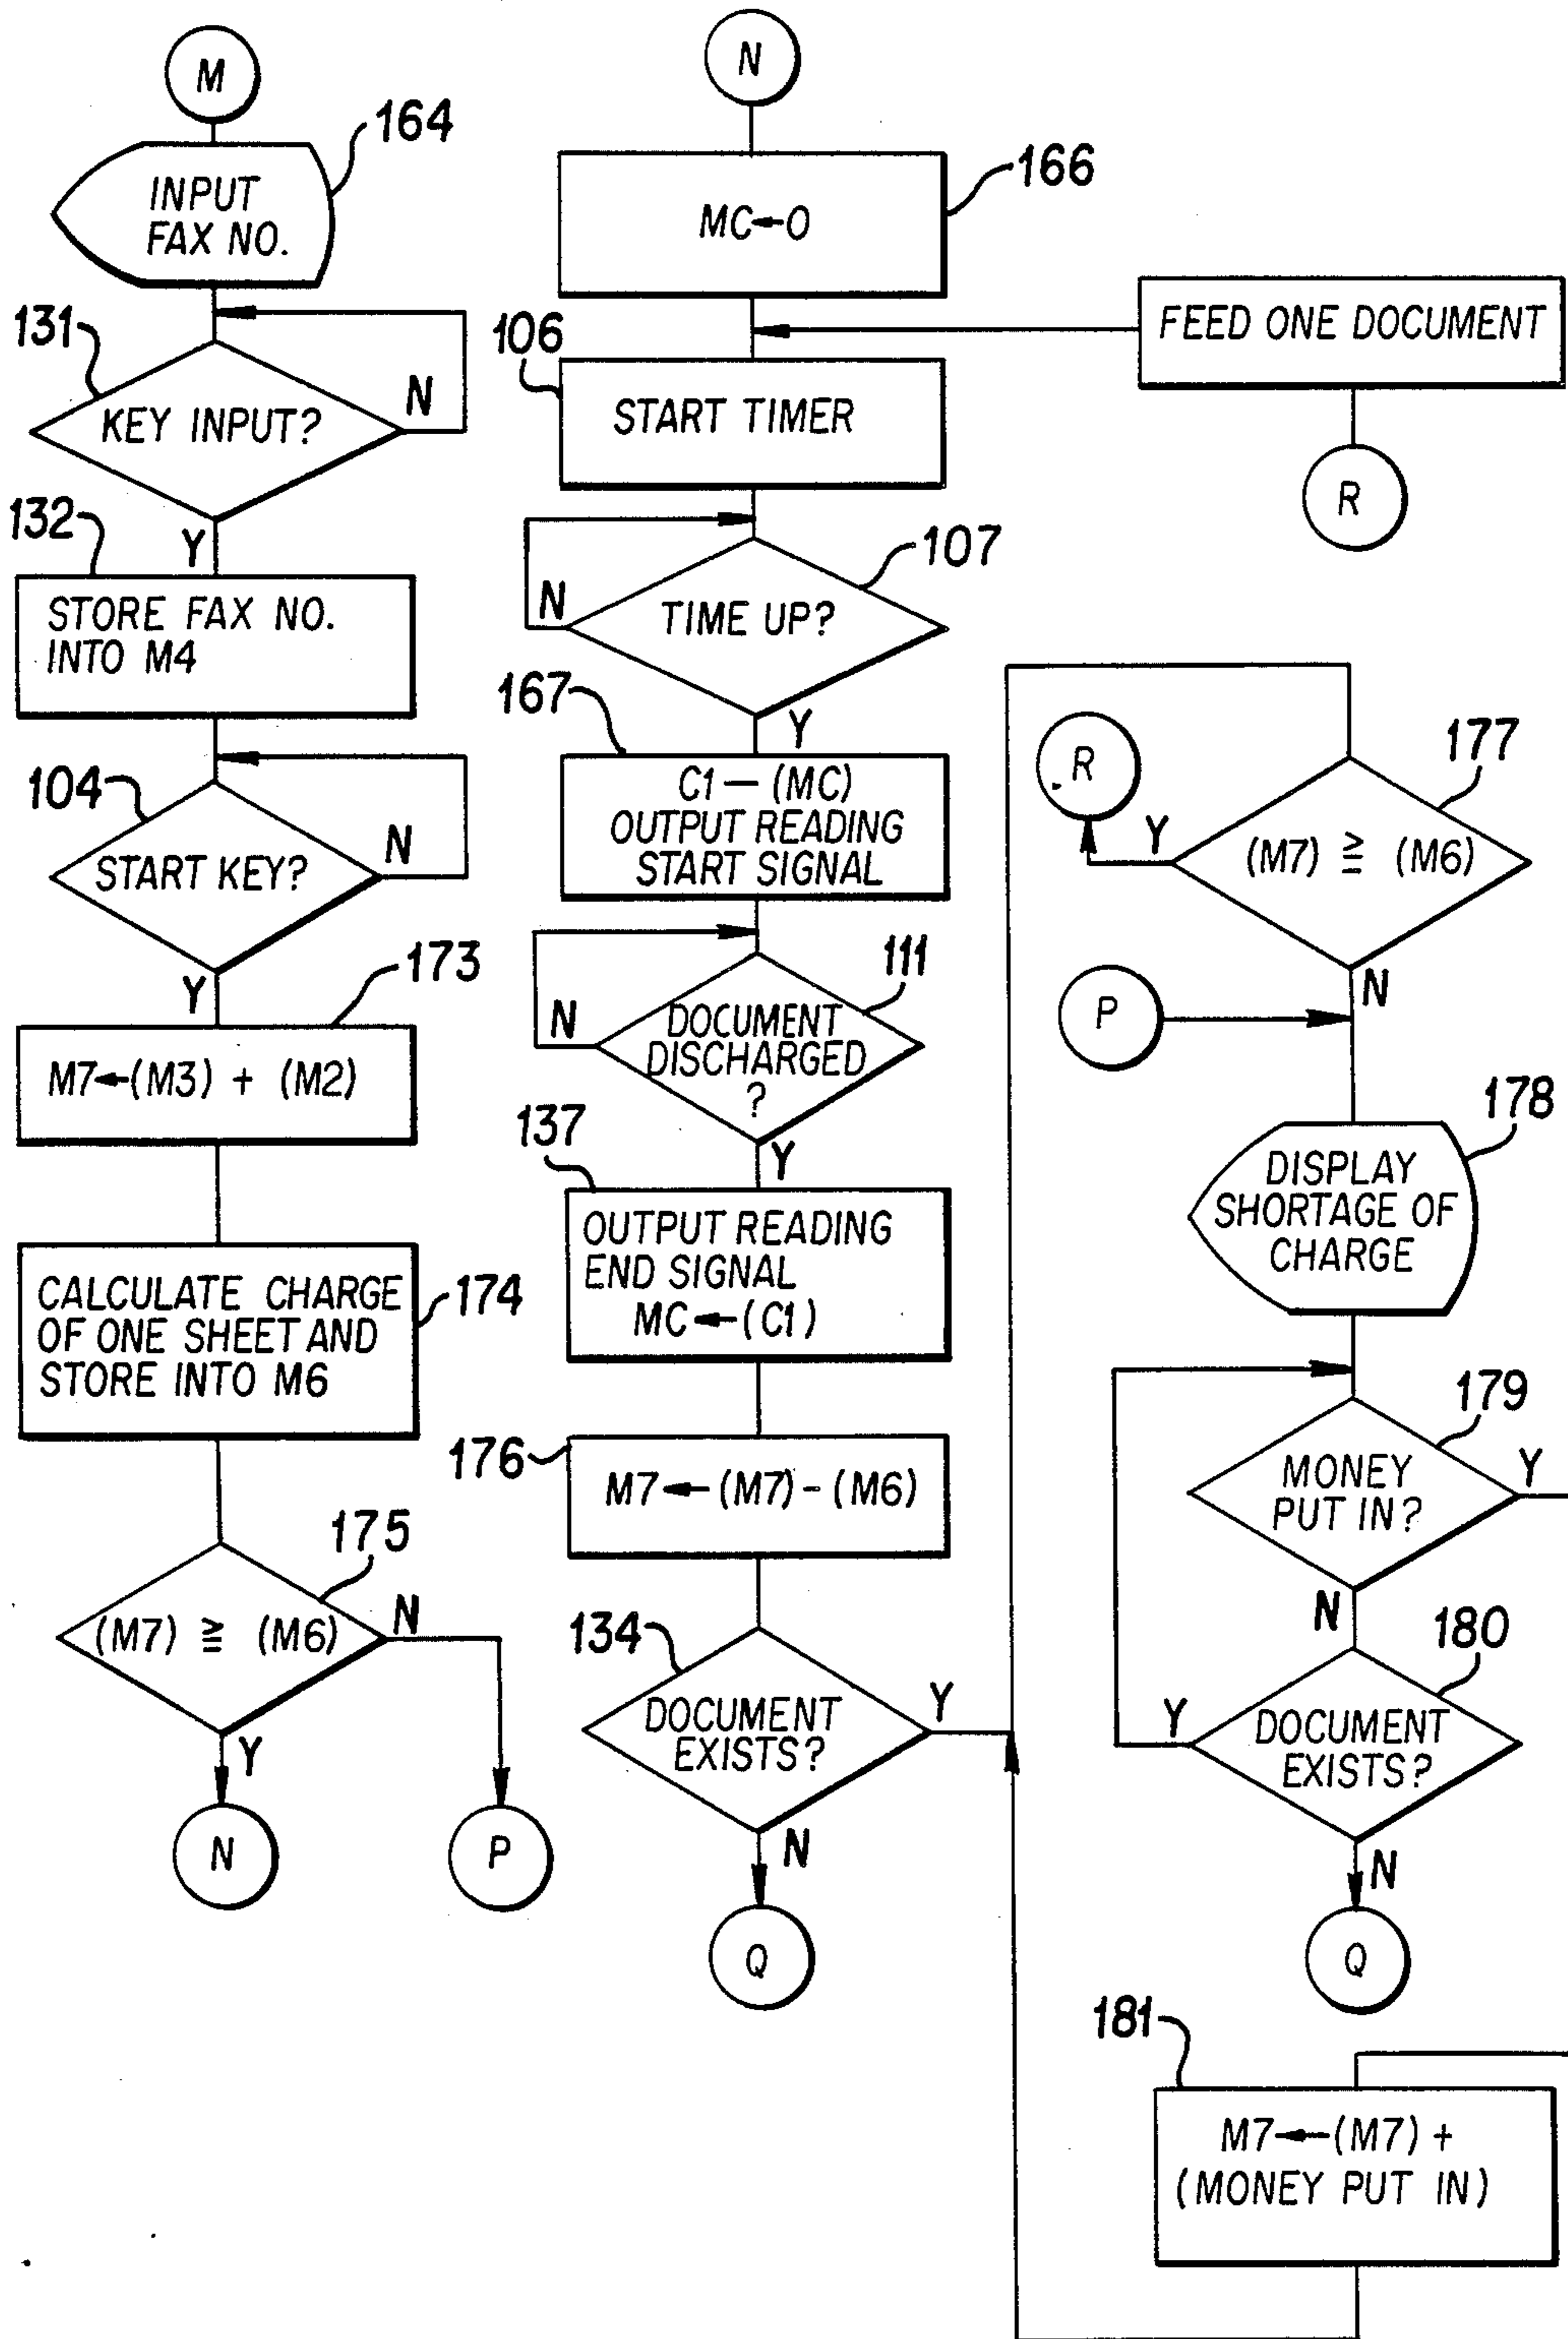 M
164
INPUT
FAX NO.
131
KEY INPUT?
N
132
Y
STORE FAX NO.
INTO M4
104
START KEY?
N
Y
173
M7←(M3) + (M2)
CALCULATE CHARGE
OF ONE SHEET AND
STORE INTO M6
174
175
(M7) ≧ (M6)
N
Y
N
P
N
166
MC←0
106
START TIMER
107
N
TIME UP?
167
Y
C1 — (MC)
OUTPUT READING
START SIGNAL
111
N
DOCUMENT
DISCHARGED
?
137
Y
OUTPUT READING
END SIGNAL
MC←(C1)
176
M7←(M7) - (M6)
134
DOCUMENT
EXISTS?
Y
N
Q
FEED ONE DOCUMENT
R
177
R
Y
(M7) ≧ (M6)
N
P
178
DISPLAY
SHORTAGE OF
CHARGE
179
MONEY
PUT IN?
Y
N
180
Y
DOCUMENT
EXISTS?
N
Q
181
M7←(M7) +
(MONEY PUT IN)